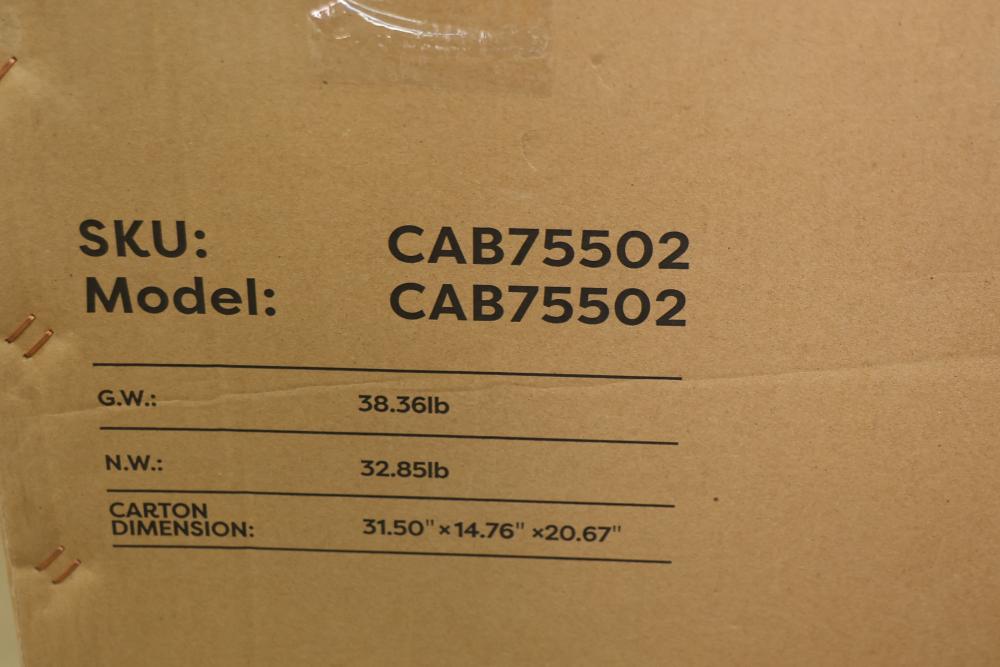 SKU: CAB75502
Model: CAB75502
G.W.: 38.36lb
N.W.: 32.85lb
CARTON
DIMENSION: 31.50"×14.76" ×20.67"